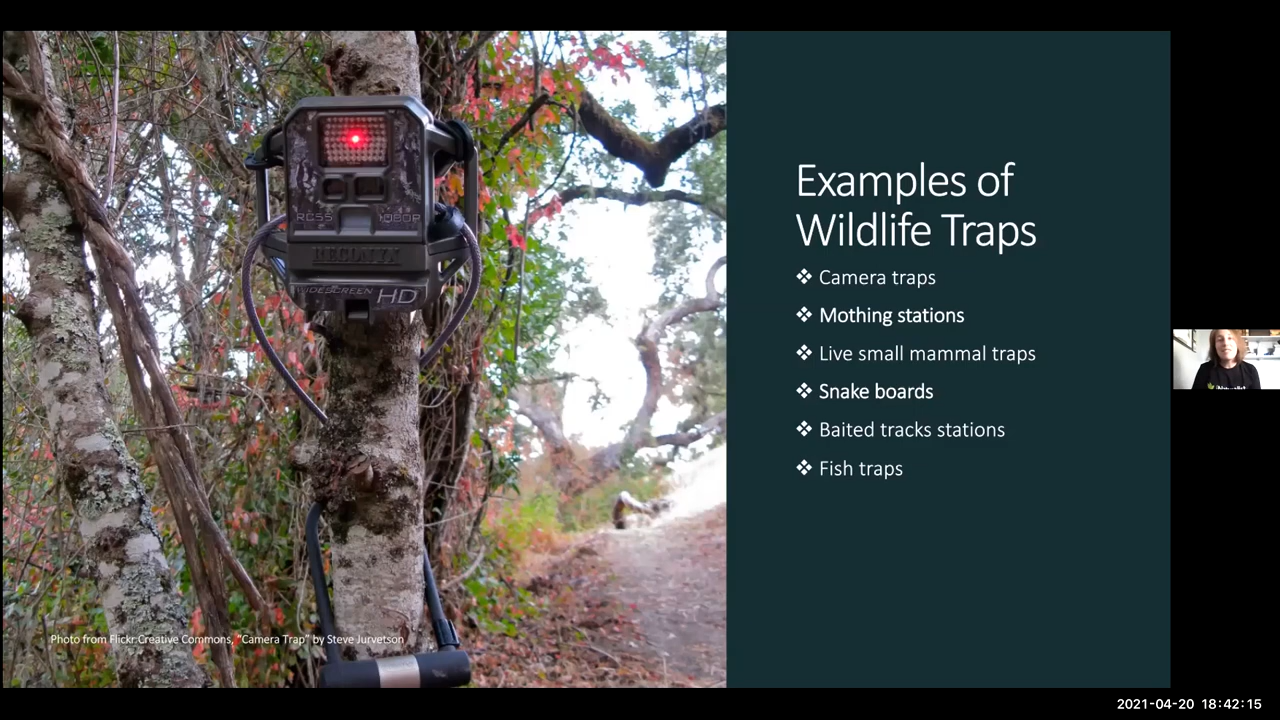 RC55 1080P
RECONYX
WIDESCREEN HD
Photo from Flickr Creative Commons, "Camera Trap" by Steve Jurvetson
Examples of
Wildlife Traps
❖ Camera traps
❖ Mothing stations
❖ Live small mammal traps
❖ Snake boards
❖ Baited tracks stations
❖ Fish traps
2021-04-20 18:42:15